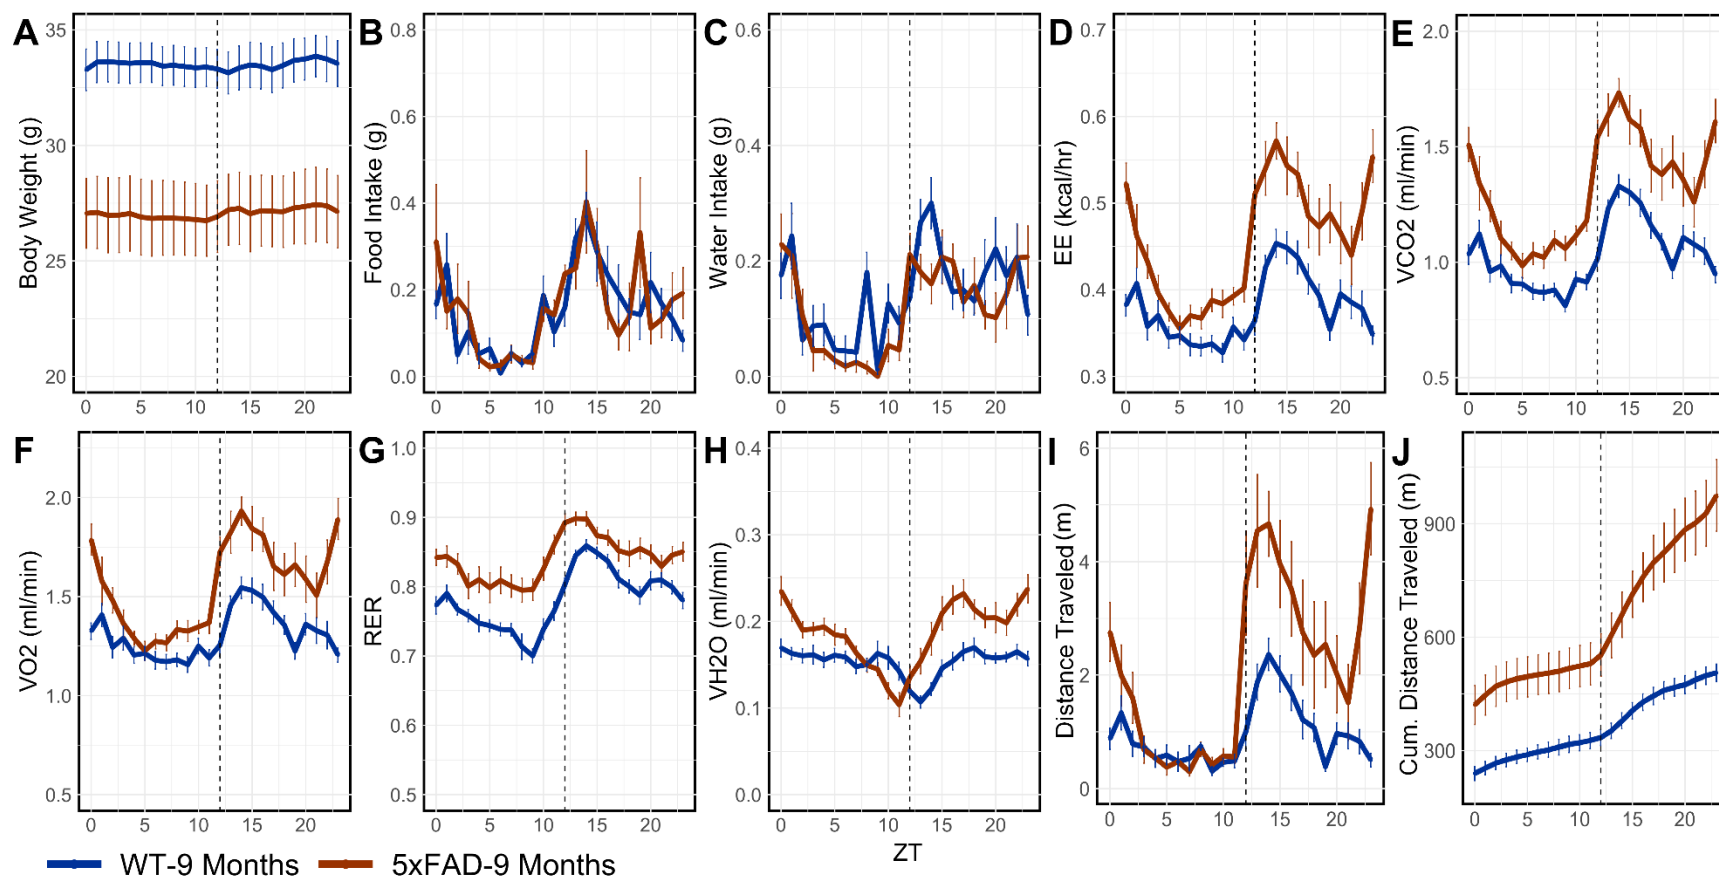 A
Body Weight (g)
35
30
25
20
0 5 10 15 20
B
Food Intake (g)
0.8
0.6
0.4
0.2
0.0
0 5 10 15 20
C
Water Intake (g)
0.6
0.4
0.2
0.0
0 5 10 15 20
D
EE (kcal/hr)
0.7
0.6
0.5
0.4
0.3
0 5 10 15 20
E
VCO2 (ml/min)
2.0
1.5
1.0
0.5
0 5 10 15 20
F
VO2 (ml/min)
2.0
1.5
1.0
0.5
0 5 10 15 20
G
RER
1.0
0.9
0.8
0.7
0.6
0.5
0 5 10 15 20
H
VH2O (ml/min)
0.4
0.3
0.2
0.1
0.0
0 5 10 15 20
I
Distance Traveled (m)
6
4
2
0
0 5 10 15 20
J
Cum. Distance Traveled (m)
900
600
300
0 5 10 15 20
ZT
WT-9 Months 5xFAD-9 Months